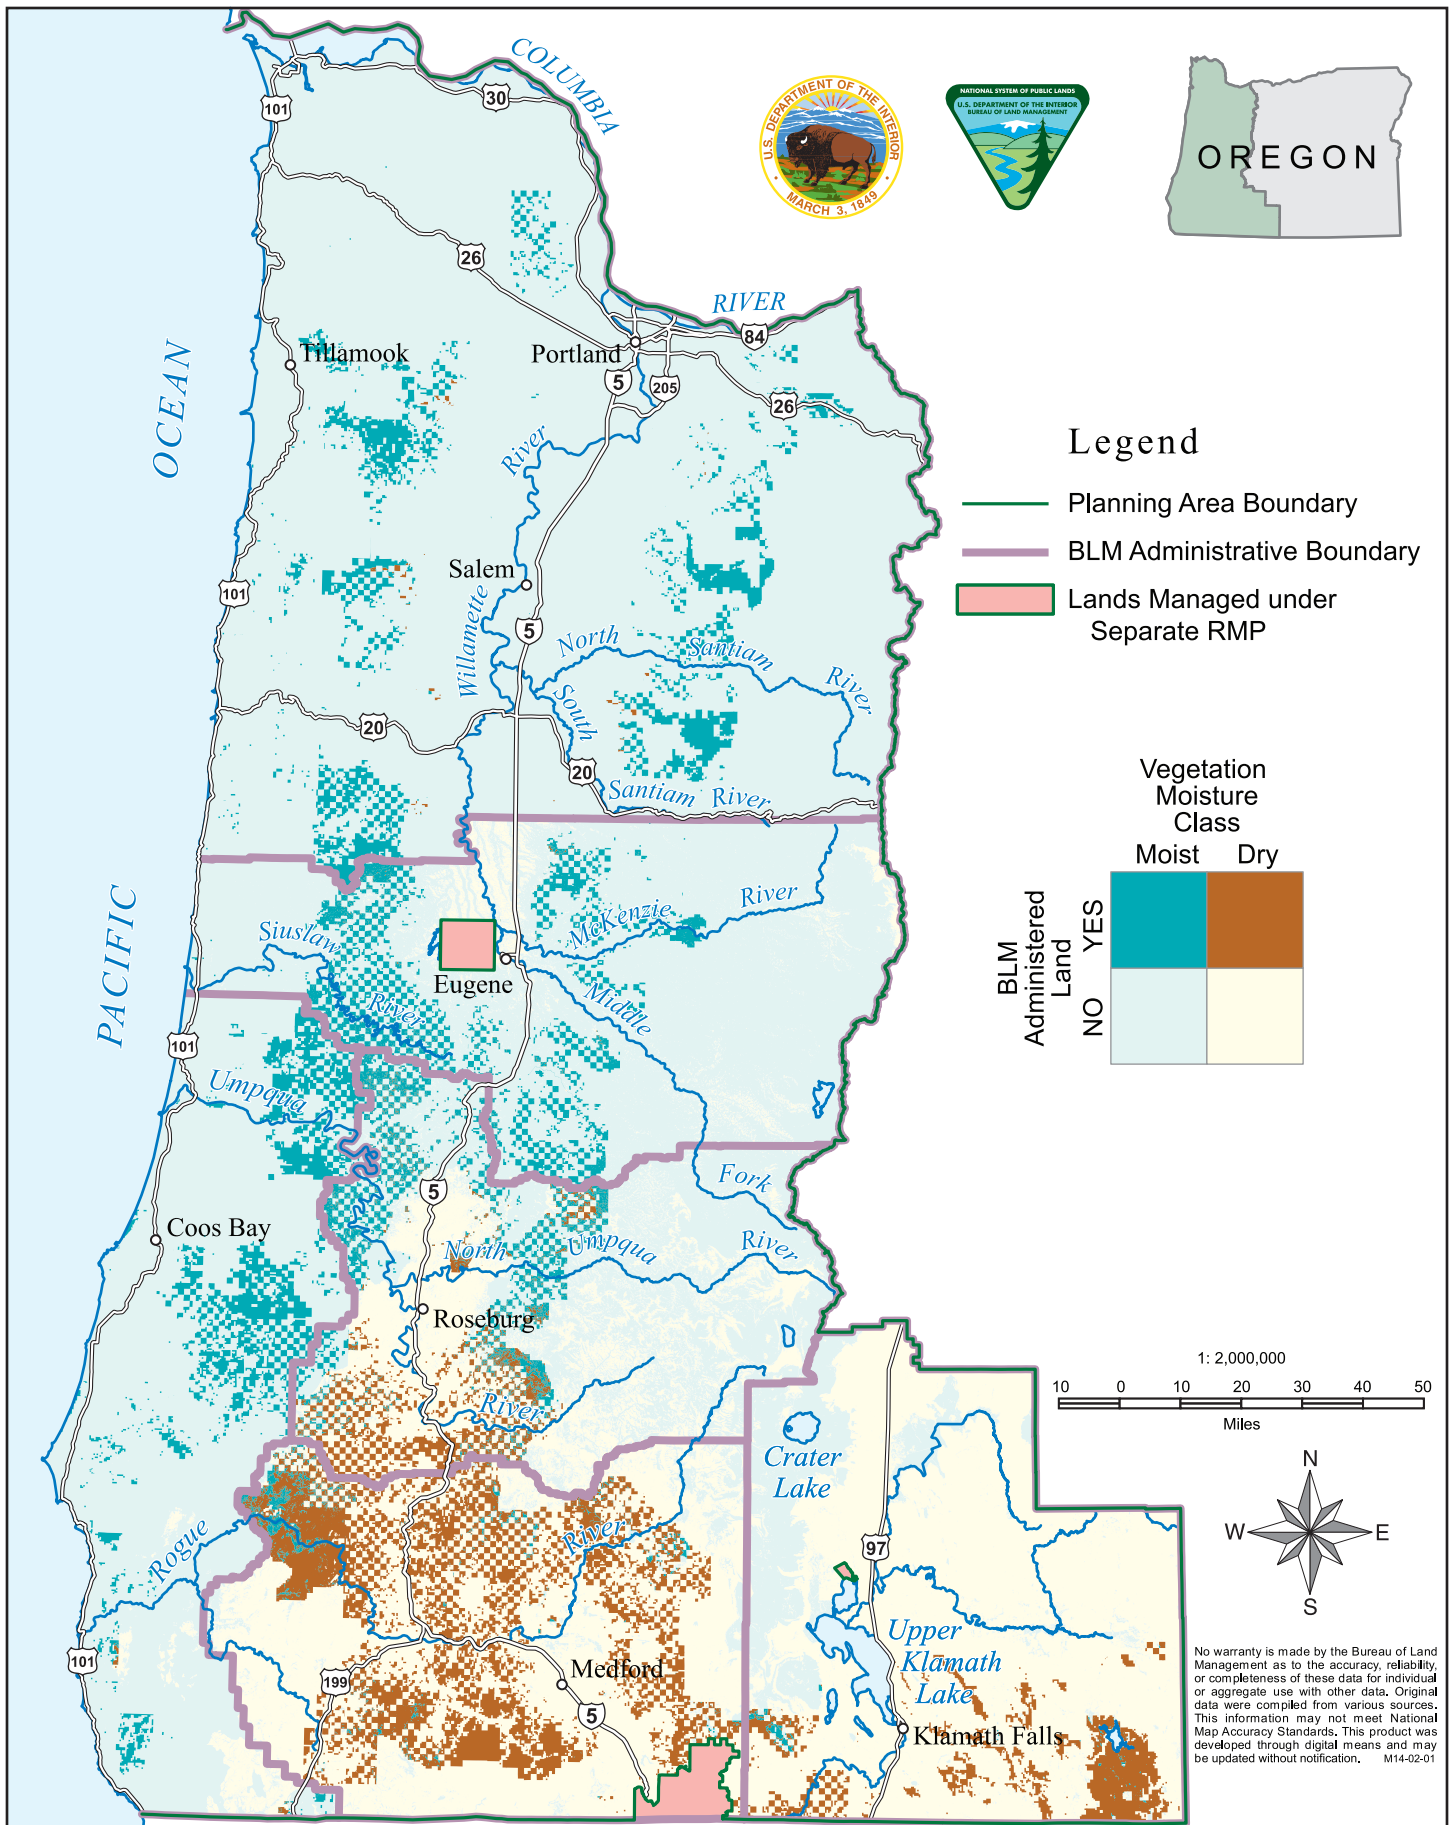 COLUMBIA
101
30
U.S. DEPARTMENT OF THE INTERIOR
MARCH 3, 1849
NATIONAL SYSTEM OF PUBLIC LANDS
U.S. DEPARTMENT OF THE INTERIOR
BUREAU OF LAND MANAGEMENT
OREGON
26
RIVER
84
Tillamook
Portland
5
205
26
OCEAN
River
Legend
Planning Area Boundary
BLM Administrative Boundary
Lands Managed under
Separate RMP
Salem
101
Willamette
5
North
Santiam
River
South
20
20
Santiam River
Vegetation
Moisture
Class
Moist Dry
BLM
Administered
Land
YES
NO
McKenzie
River
Siuslaw
River
Eugene
Middle
PACIFIC
101
Umpqua
5
Fork
Coos Bay
North
Umpqua
River
Roseburg
River
1: 2,000,000
10 0 10 20 30 40 50
Miles
Crater
Lake
N
W E
S
Rogue
River
97
Upper
Klamath
Lake
101
199
Medford
5
Klamath Falls
No warranty is made by the Bureau of Land
Management as to the accuracy, reliability,
or completeness of these data for individual
or aggregate use with other data. Original
data were compiled from various sources.
This information may not meet National
Map Accuracy Standards. This product was
developed through digital means and may
be updated without notification. M14-02-01